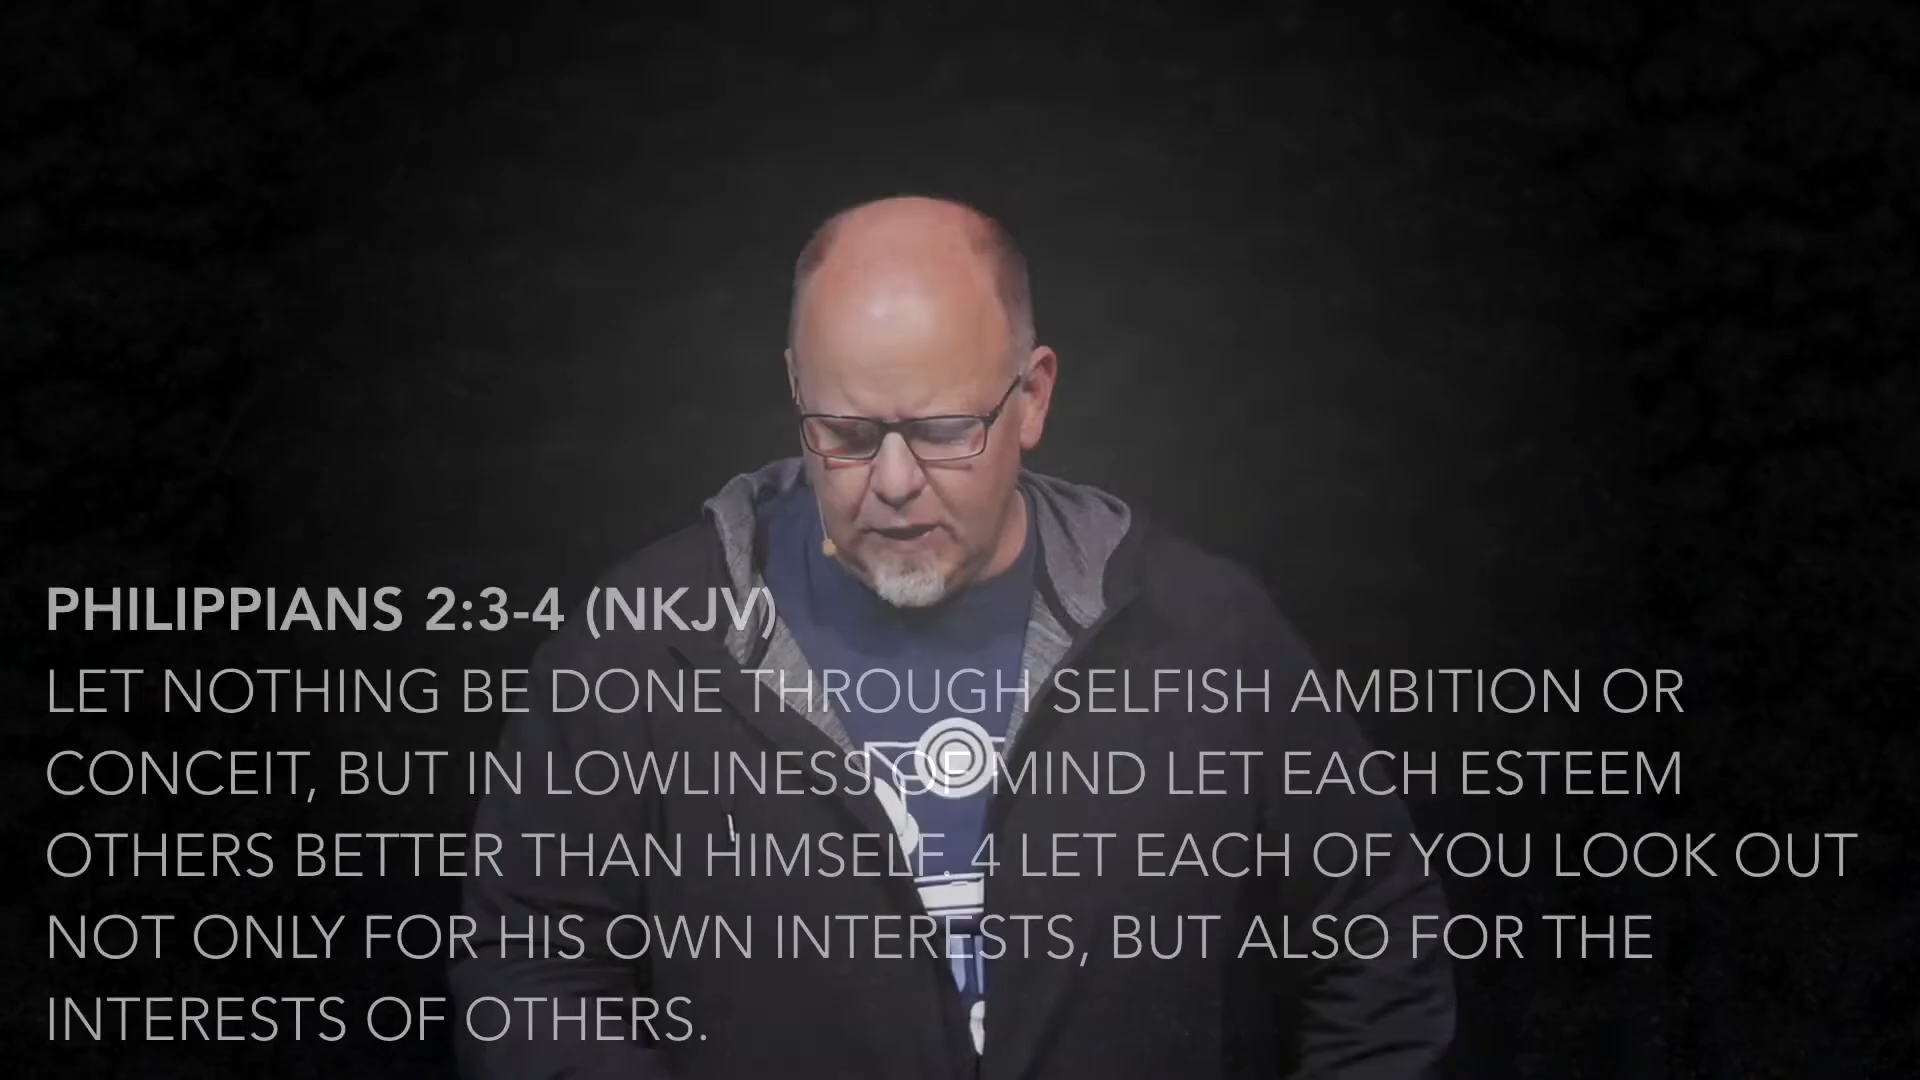 PHILIPPIANS 2:3-4 (NKJV)
LET NOTHING BE DONE THROUGH SELFISH AMBITION OR
CONCEIT, BUT IN LOWLINESS OF MIND LET EACH ESTEEM
OTHERS BETTER THAN HIMSELF. 4 LET EACH OF YOU LOOK OUT
NOT ONLY FOR HIS OWN INTERESTS, BUT ALSO FOR THE
INTERESTS OF OTHERS.